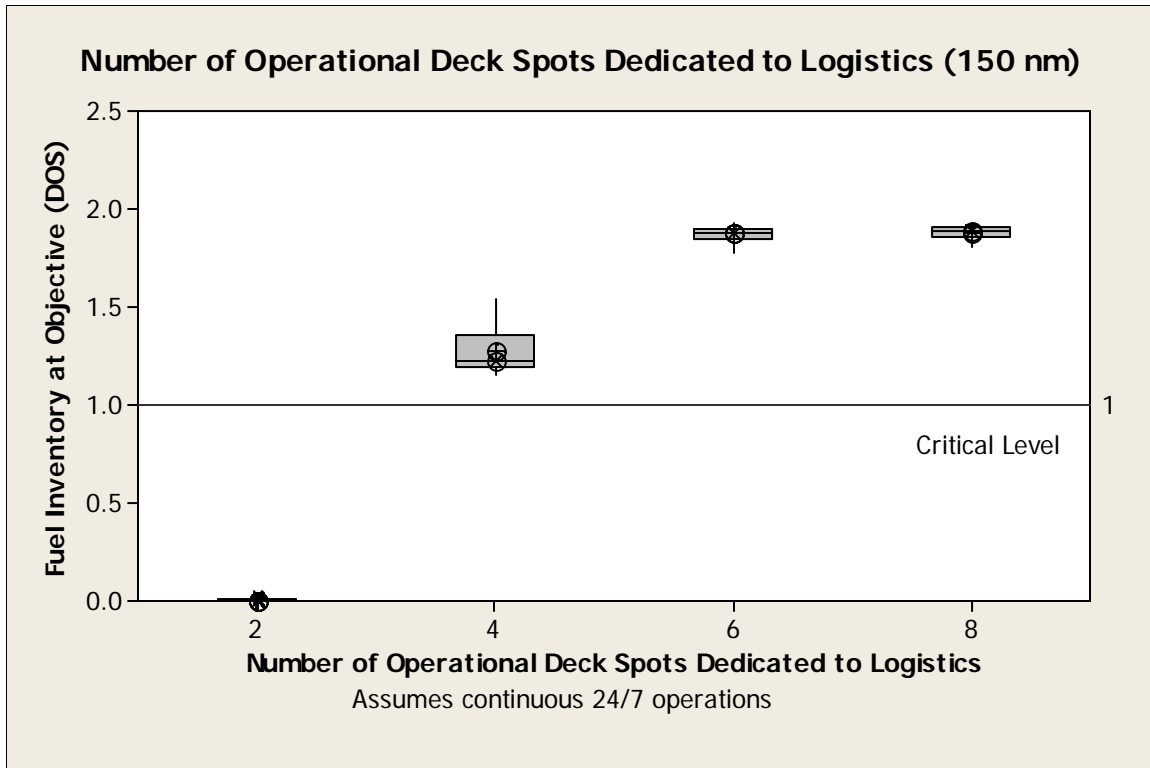 Number of Operational Deck Spots Dedicated to Logistics (150 nm)
Fuel Inventory at Objective (DOS)
2.5
2.0
1.5
1.0
0.5
0.0
1
Critical Level
2 4 6 8
Number of Operational Deck Spots Dedicated to Logistics
Assumes continuous 24/7 operations